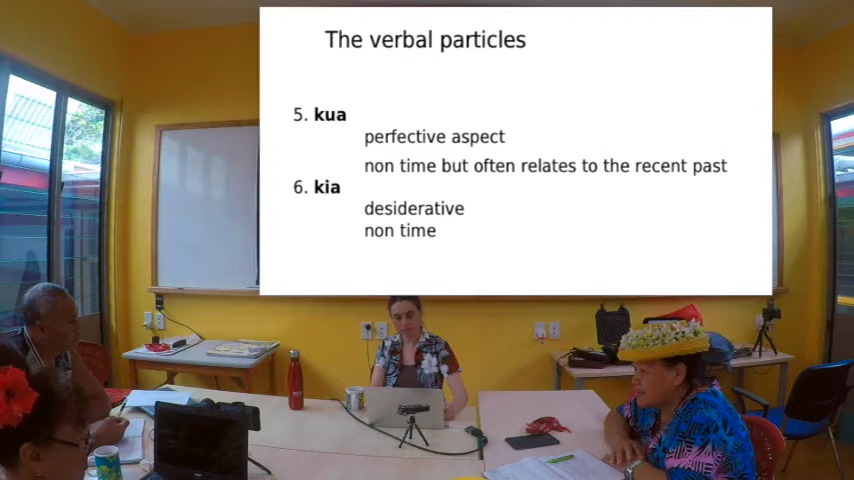 The verbal particles
5. kua
perfective aspect
non time but often relates to the recent past
6. kia
desiderative
non time